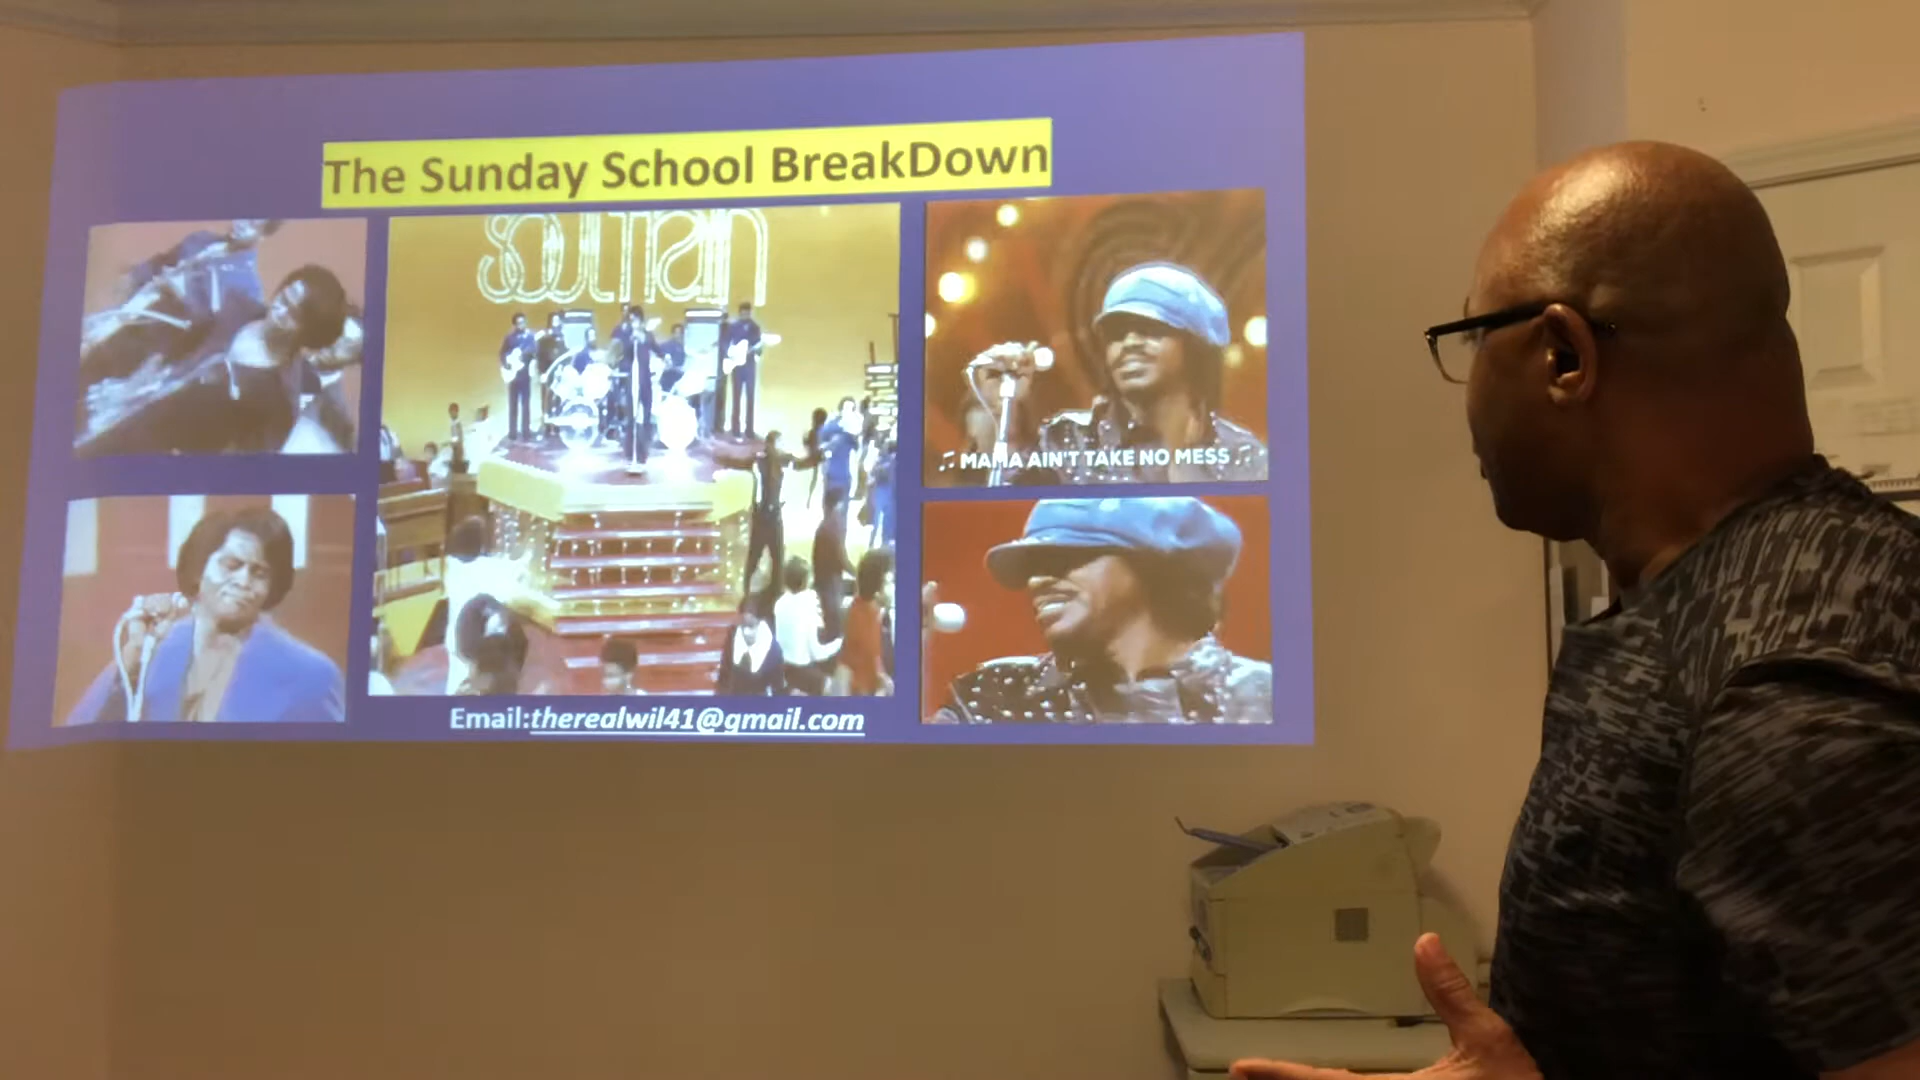 The Sunday School BreakDown
SOUL TRAIN
♫ MAMA AIN'T TAKE NO MESS ♫
Email:therealwil41@gmail.com